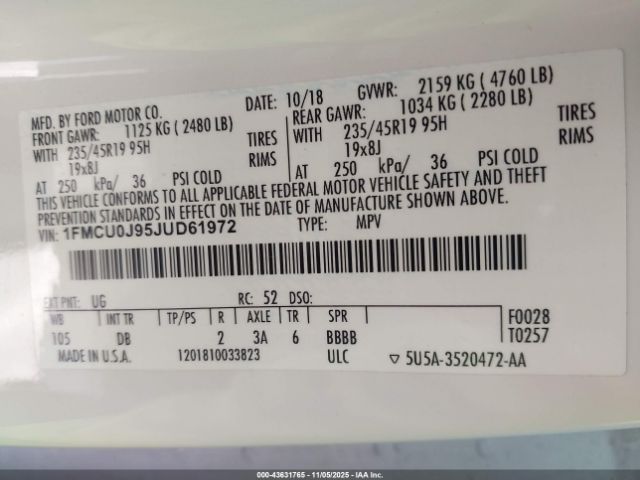 MFD. BY FORD MOTOR CO.
DATE: 10/18
GVWR: 2159 KG ( 4760 LB)
FRONT GAWR: 1125 KG ( 2480 LB)
REAR GAWR: 1034 KG ( 2280 LB)
WITH 235/45R19 95H TIRES
WITH 235/45R19 95H TIRES
19x8J RIMS
19x8J RIMS
AT 250 kPa/ 36 PSI COLD
AT 250 kPa/ 36 PSI COLD
THIS VEHICLE CONFORMS TO ALL APPLICABLE FEDERAL MOTOR VEHICLE SAFETY AND THEFT
PREVENTION STANDARDS IN EFFECT ON THE DATE OF MANUFACTURE SHOWN ABOVE.
VIN: 1FMCU0J95JUD61972 TYPE: MPV
EXT PNT: UG RC: 52 DSO:
WB INT TR TP/PS R AXLE TR SPR F0028
105 DB 2 3A 6 BBBB T0257
MADE IN U.S.A. 1201810033823 ULC ▽ 5U5A-3520472-AA
000-43631765 - 11/05/2025 - IAA Inc.